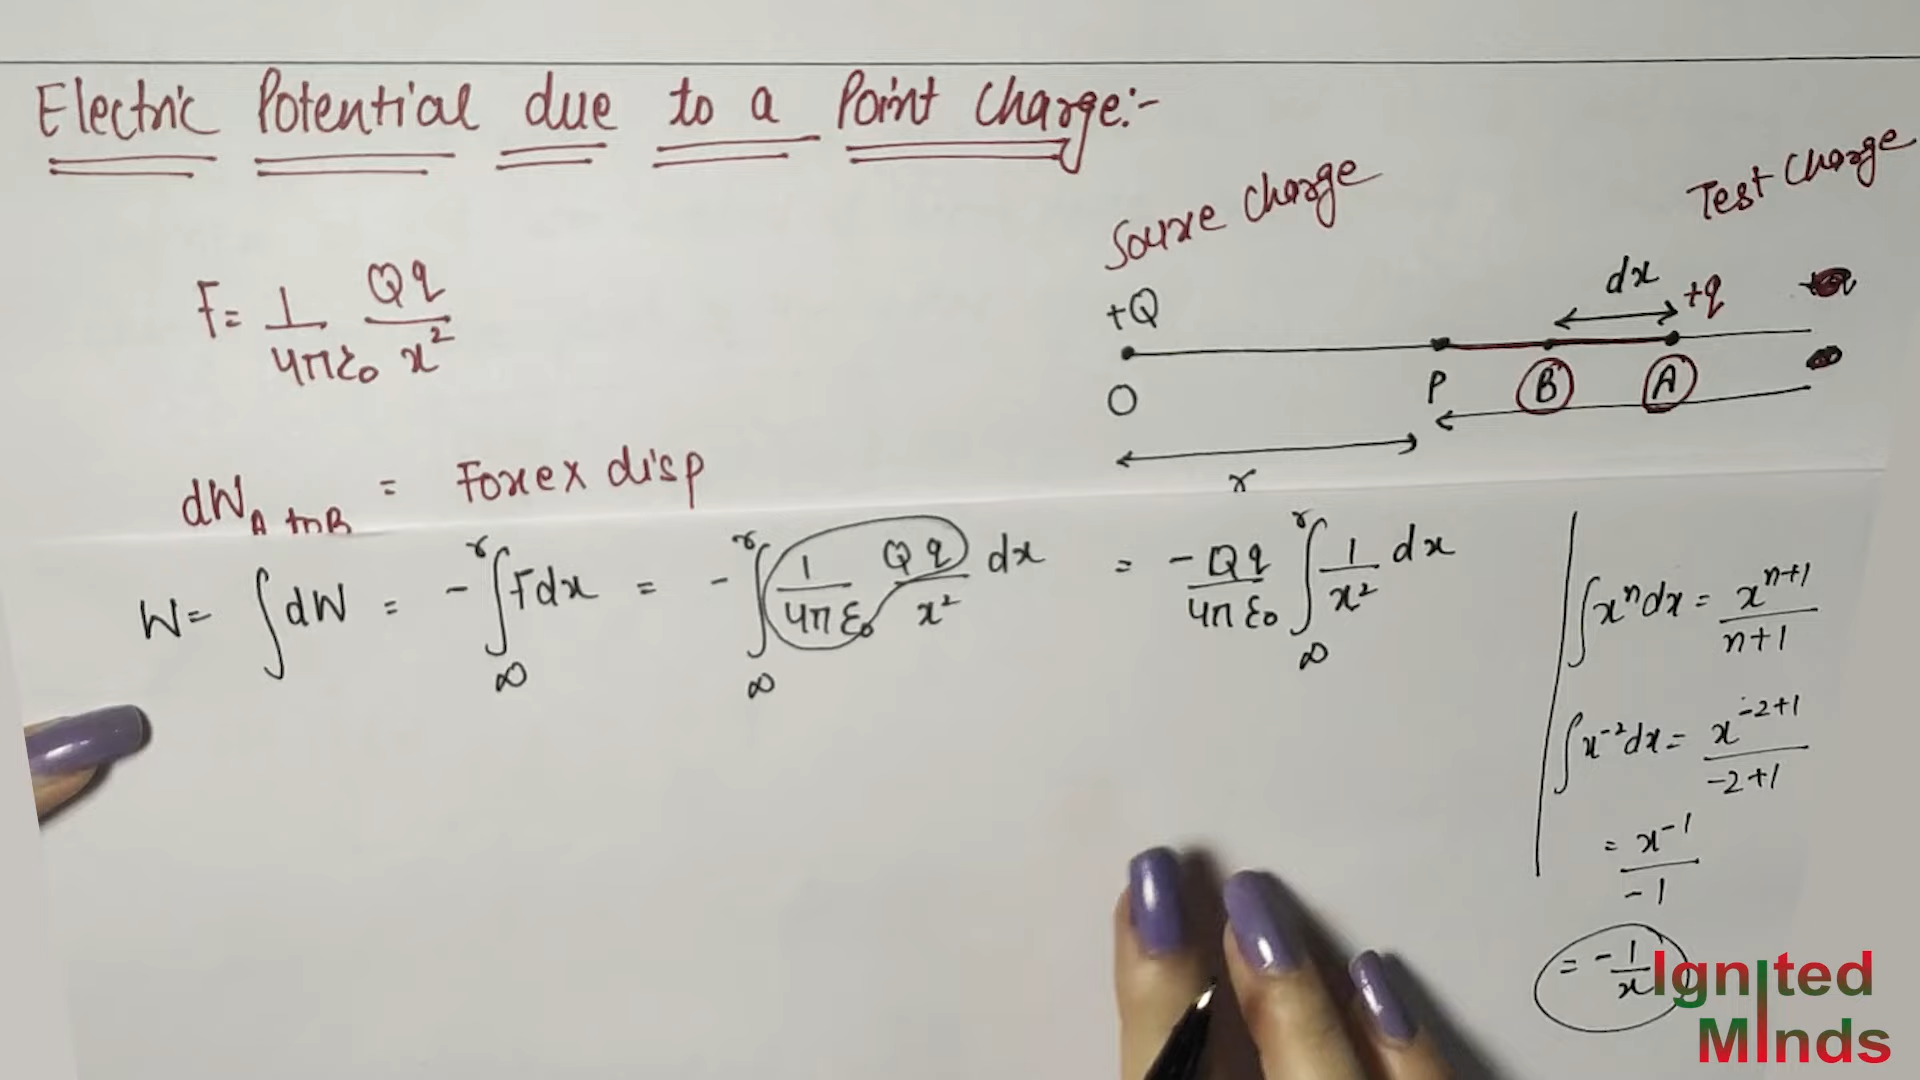 Electric Potential due to a Point Charge:-
Source Charge
Test Charge
F = 1/4πε₀ Qq/x²
dx
+Q
+q
O
P
B
A
r
dW A to B = Force x disp
W = ∫dW = - ∫_∞^r Fdx = - ∫_∞^r 1/4πε₀ Qq/x² dx = -Qq/4πε₀ ∫_∞^r 1/x² dx
∫xⁿdx = xⁿ⁺¹/n+1
∫x⁻²dx = x⁻²⁺¹/-2+1
= x⁻¹/-1
= -1/x
Ignited
Minds